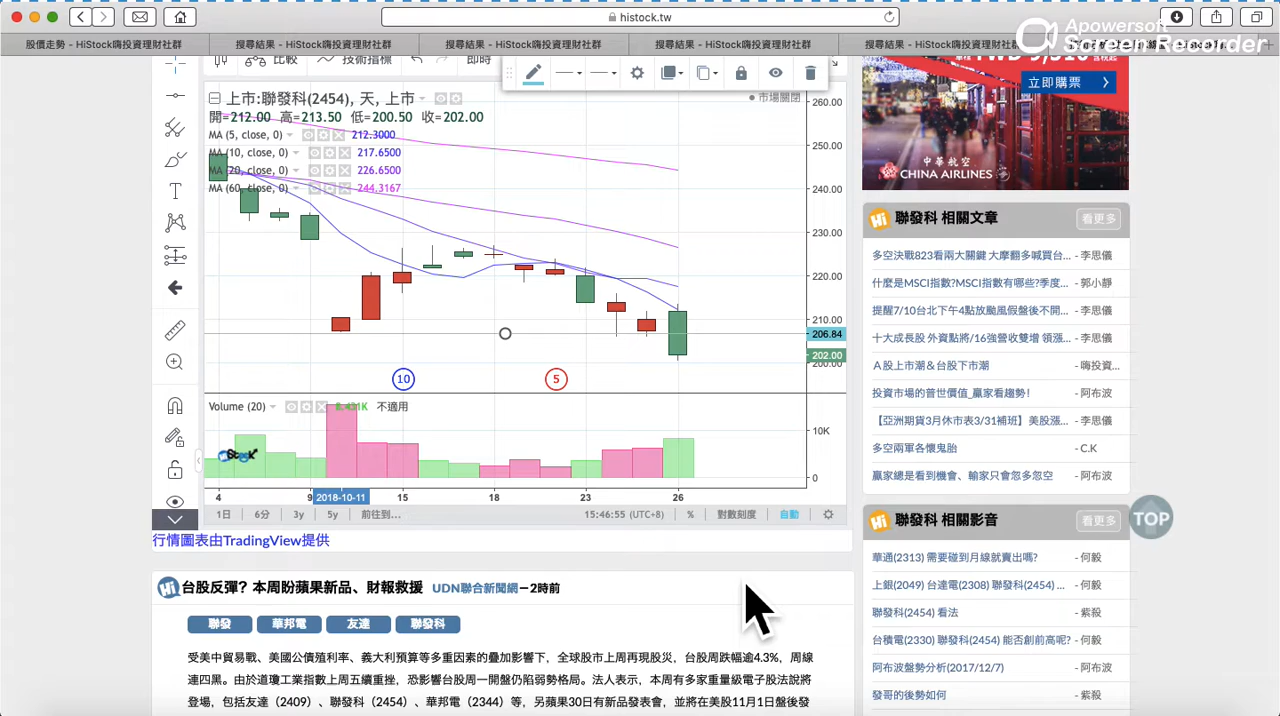 histock.tw
Apowersoft
Screen Recorder
股價走勢 - HiStock嗨投資理財社群
搜尋結果 - HiStock嗨投資理財社群
搜尋結果 - HiStock嗨投資理財社群
搜尋結果 - HiStock嗨投資理財社群
搜尋結果 - HiStock嗨投資理財社群
比較
技術指標
即時
TWD 9,310
立即購票
中華航空
CHINA AIRLINES
上市:聯發科(2454), 天, 上市
市場關閉
開=212.00 高=213.50 低=200.50 收=202.00
MA (5, close, 0) 212.3000
MA (10, close, 0) 217.6500
MA (20, close, 0) 226.6500
MA (60, close, 0) 244.3167
260.00
250.00
240.00
230.00
220.00
210.00
206.84
202.00
200.00
10
5
Volume (20) 8.431K 不適用
10K
0
4
9
2018-10-11
15
18
23
26
1日 6分 3y 5y 前往到... 15:46:55 (UTC+8) % 對數刻度 自動
行情圖表由TradingView提供
Hi 台股反彈? 本周盼蘋果新品、財報救援 UDN聯合新聞網－2時前
聯發 華邦電 友達 聯發科
受美中貿易戰、美國公債殖利率、義大利預算等多重因素的疊加影響下，全球股市上周再現股災，台股周跌幅逾4.3%，周線
連四黑。由於道瓊工業指數上周五續重挫，恐影響台股周一開盤仍陷弱勢格局。法人表示，本周有多家重量級電子股法說將
登場，包括友達（2409）、聯發科（2454）、華邦電（2344）等，另蘋果30日有新品發表會，並將在美股11月1日盤後發
Hi 聯發科 相關文章 看更多
多空決戰823看兩大關鍵 大摩翻多喊買台... - 李思儀
什麼是MSCI指數?MSCI指數有哪些?季度... - 郭小靜
提醒7/10台北下午4點放颱風假盤後不開... - 李思儀
十大成長股 外資點將/16強營收雙增 領漲... - 李思儀
Ａ股上市潮＆台股下市潮 - 嗨投資...
投資市場的普世價值_贏家看趨勢! - 阿布波
【亞洲期貨3月休市表3/31補班】美股漲... - 李思儀
多空兩軍各懷鬼胎 - C.K
贏家總是看到機會、輸家只會忽多忽空 - 阿布波
Hi 聯發科 相關影音 看更多
華通(2313) 需要碰到月線就賣出嗎? - 何毅
上銀(2049) 台達電(2308) 聯發科(2454) ... - 何毅
聯發科(2454) 看法 - 紫殺
台積電(2330) 聯發科(2454) 能否創前高呢? - 何毅
阿布波盤勢分析(2017/12/7) - 阿布波
發哥的後勢如何 - 紫殺
TOP